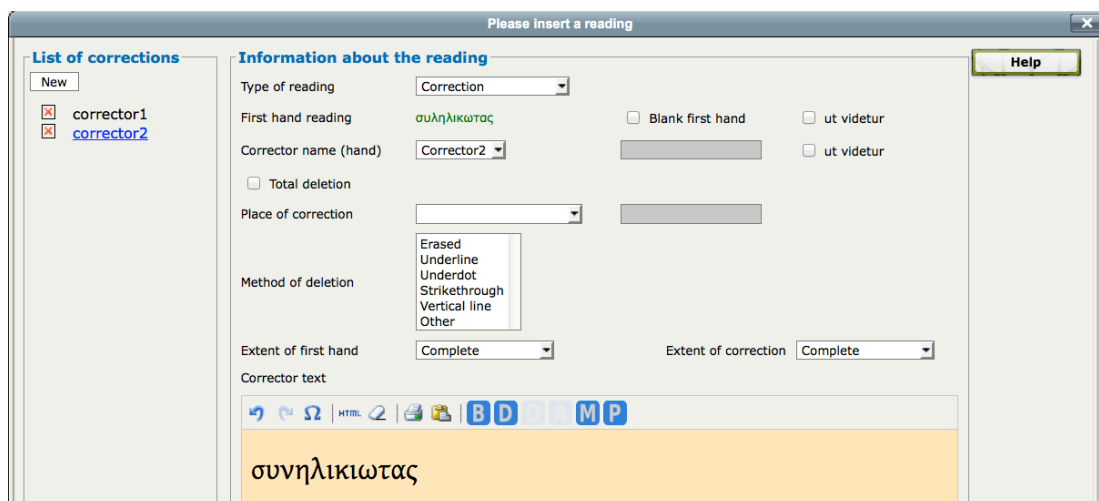 Please insert a reading
List of corrections
New
corrector1
corrector2
Information about the reading
Type of reading Correction
First hand reading συληλικωτας Blank first hand ut videtur
Corrector name (hand) Corrector2 ut videtur
Total deletion
Place of correction
Method of deletion
Erased
Underline
Underdot
Strikethrough
Vertical line
Other
Extent of first hand Complete Extent of correction Complete
Corrector text
Ω HTML B D O A M P
συνηλικιωτας
Help